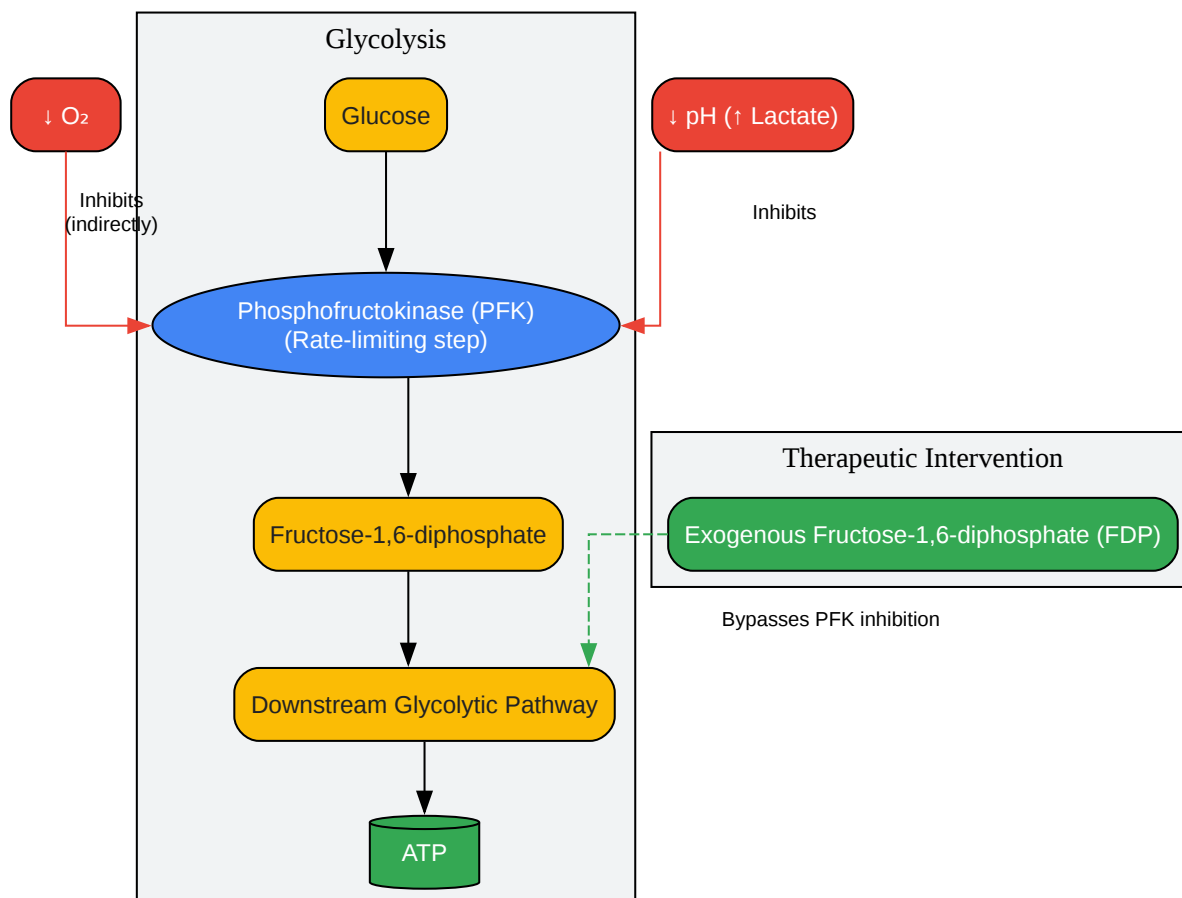 Glycolysis
↓ O₂
Glucose
↓ pH (↑ Lactate)
Inhibits
(indirectly)
Inhibits
Phosphofructokinase (PFK)
(Rate-limiting step)
Therapeutic Intervention
Fructose-1,6-diphosphate
Exogenous Fructose-1,6-diphosphate (FDP)
Bypasses PFK inhibition
Downstream Glycolytic Pathway
ATP